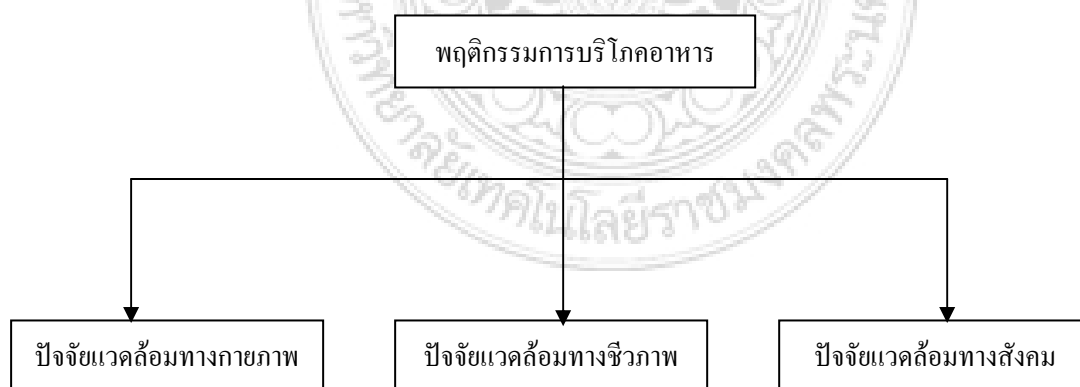 พฤติกรรมการบริโภคอาหาร
ปัจจัยแวดล้อมทางกายภาพ
ปัจจัยแวดล้อมทางชีวภาพ
ปัจจัยแวดล้อมทางสังคม